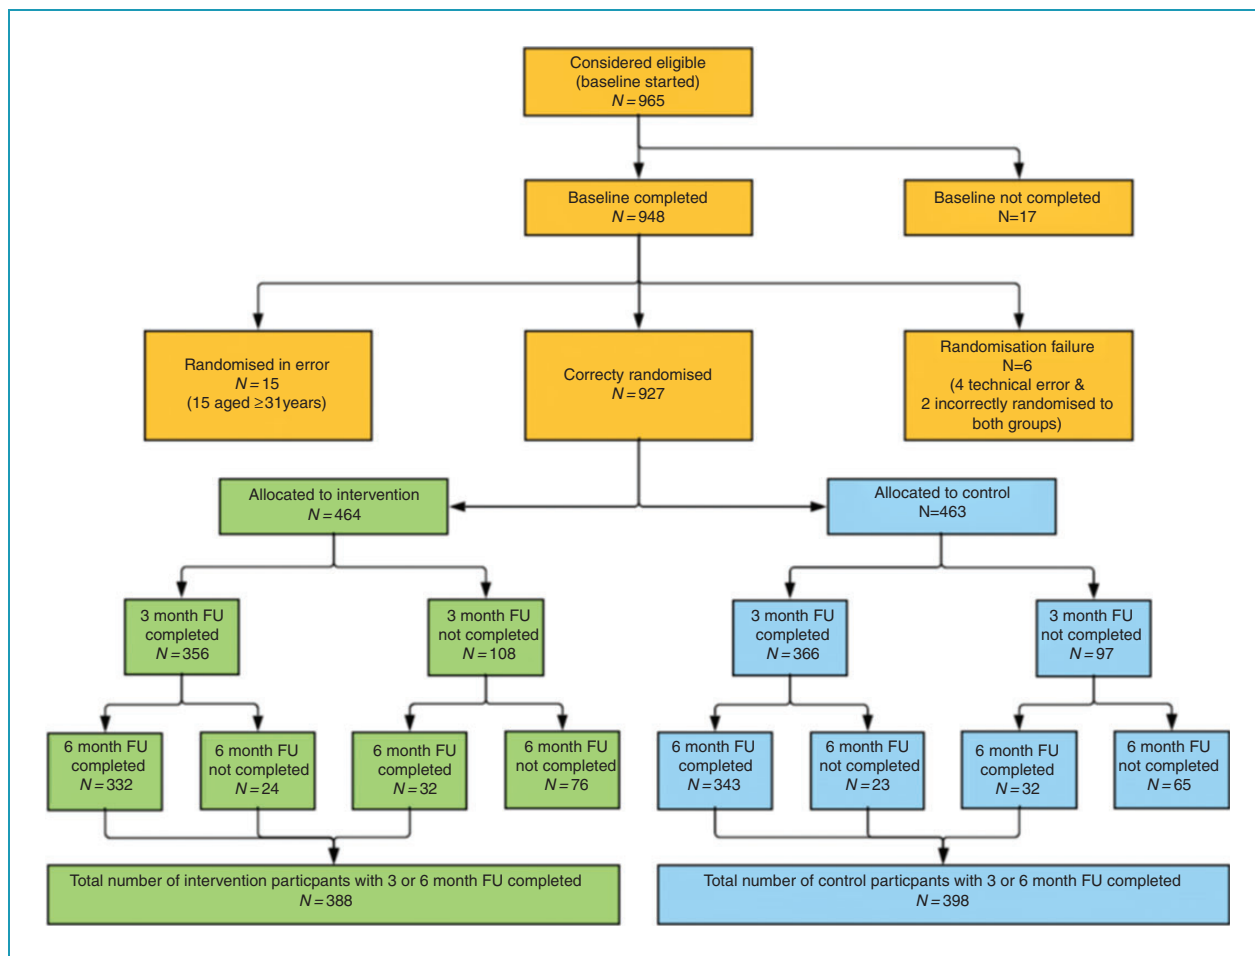 Considered eligible
(baseline started)
N = 965
Baseline completed
N = 948
Baseline not completed
N=17
Randomised in error
N = 15
(15 aged ≥31years)
Correcty randomised
N = 927
Randomisation failure
N=6
(4 technical error &
2 incorrectly randomised to
both groups)
Allocated to intervention
N = 464
Allocated to control
N=463
3 month FU
completed
N = 356
3 month FU
not completed
N = 108
3 month FU
completed
N = 366
3 month FU
not completed
N = 97
6 month FU
completed
N = 332
6 month FU
not completed
N = 24
6 month FU
completed
N = 32
6 month FU
not completed
N = 76
6 month FU
completed
N = 343
6 month FU
not completed
N = 23
6 month FU
completed
N = 32
6 month FU
not completed
N = 65
Total number of intervention particpants with 3 or 6 month FU completed
N = 388
Total number of control particpants with 3 or 6 month FU completed
N = 398